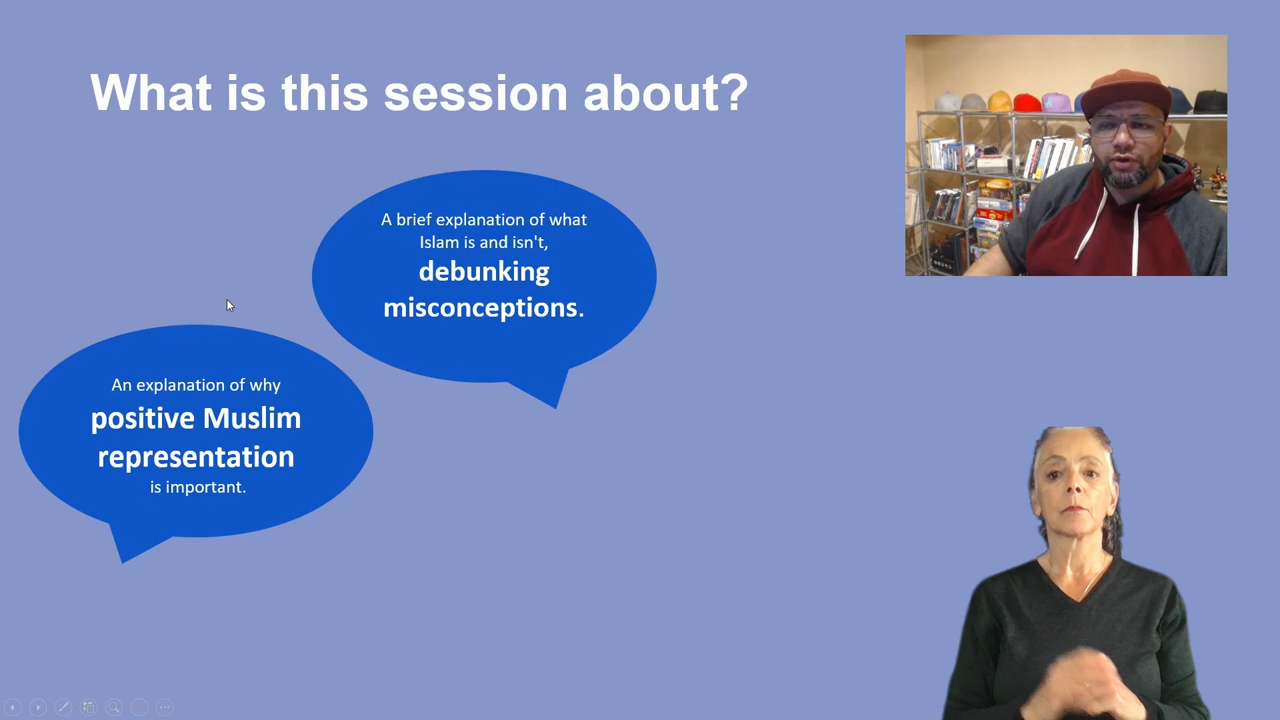 What is this session about?
A brief explanation of what
Islam is and isn't,
debunking
misconceptions.
An explanation of why
positive Muslim
representation
is important.